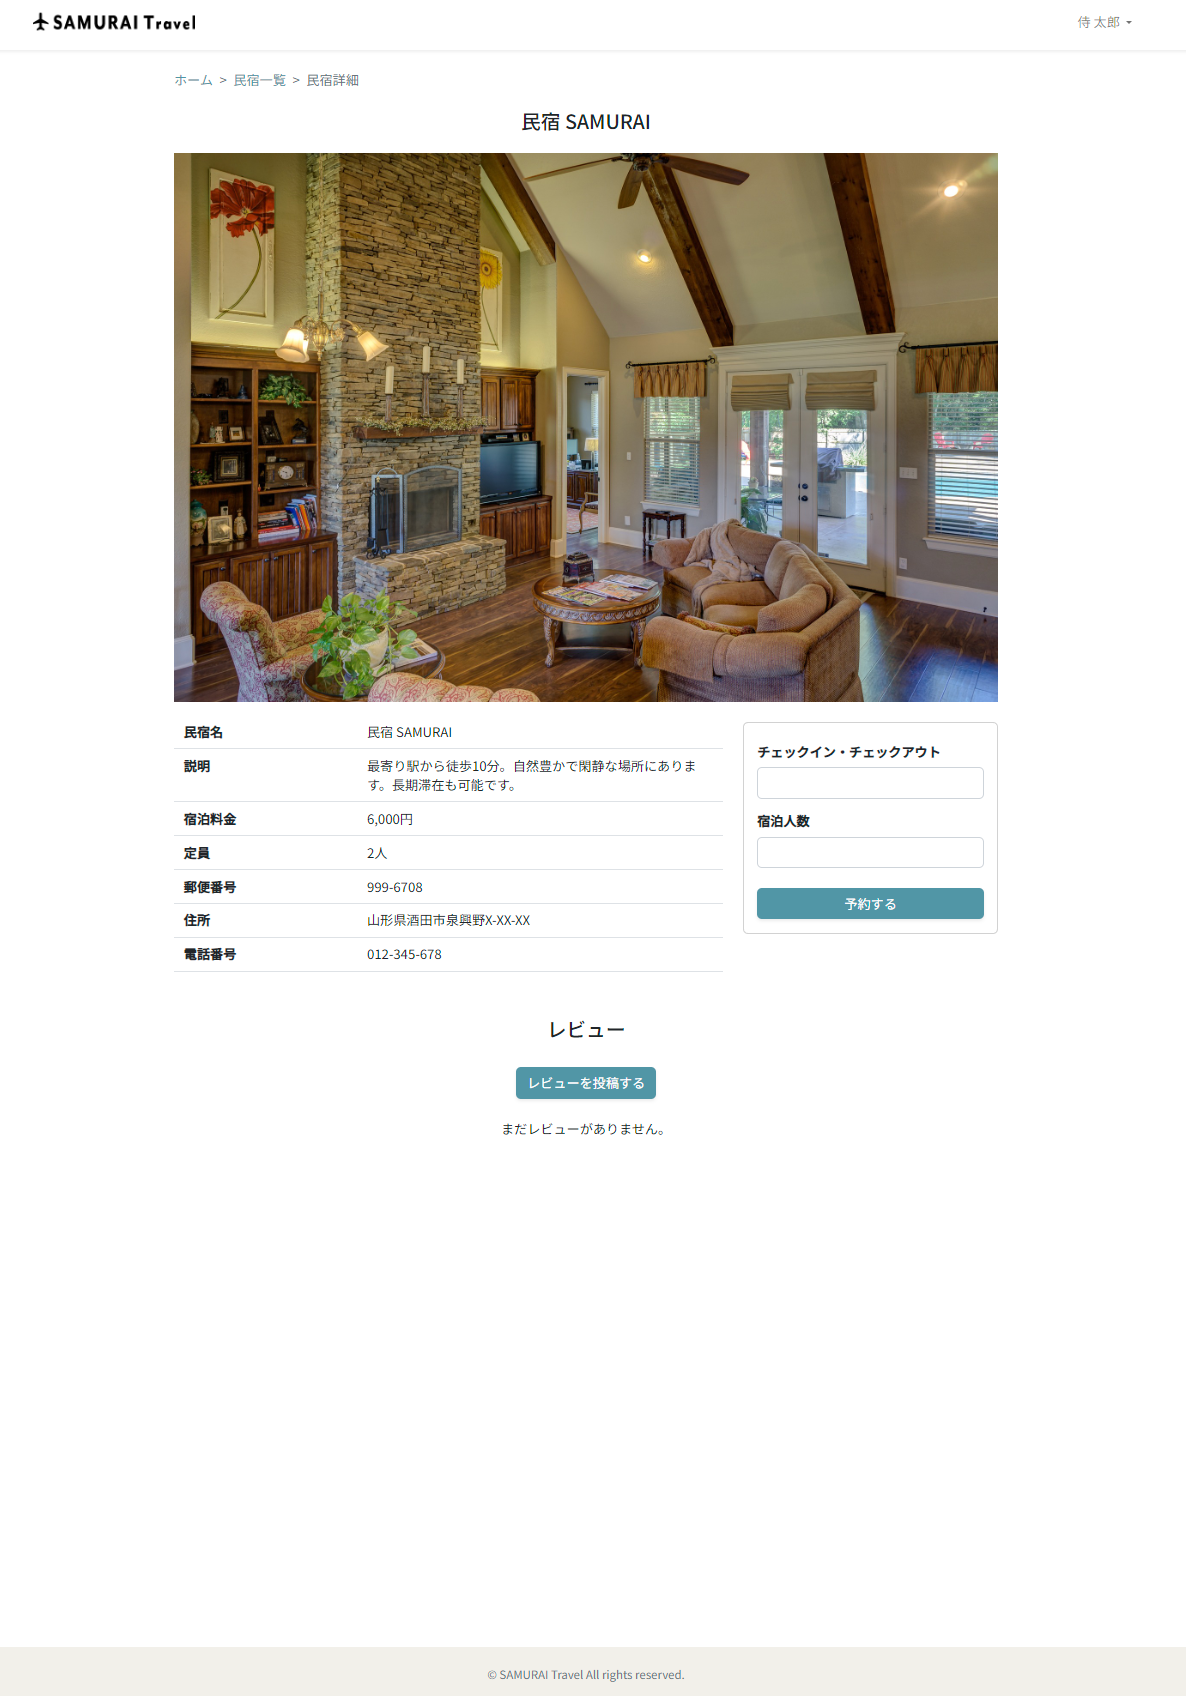 SAMURAI Travel
侍 太郎
ホーム > 民宿一覧 > 民宿詳細
民宿 SAMURAI
民宿名 民宿 SAMURAI
説明 最寄り駅から徒歩10分。自然豊かで閑静な場所にありま
す。長期滞在も可能です。
宿泊料金 6,000円
定員 2人
郵便番号 999-6708
住所 山形県酒田市泉興野X-XX-XX
電話番号 012-345-678
チェックイン・チェックアウト
宿泊人数
予約する
レビュー
レビューを投稿する
まだレビューがありません。
© SAMURAI Travel All rights reserved.